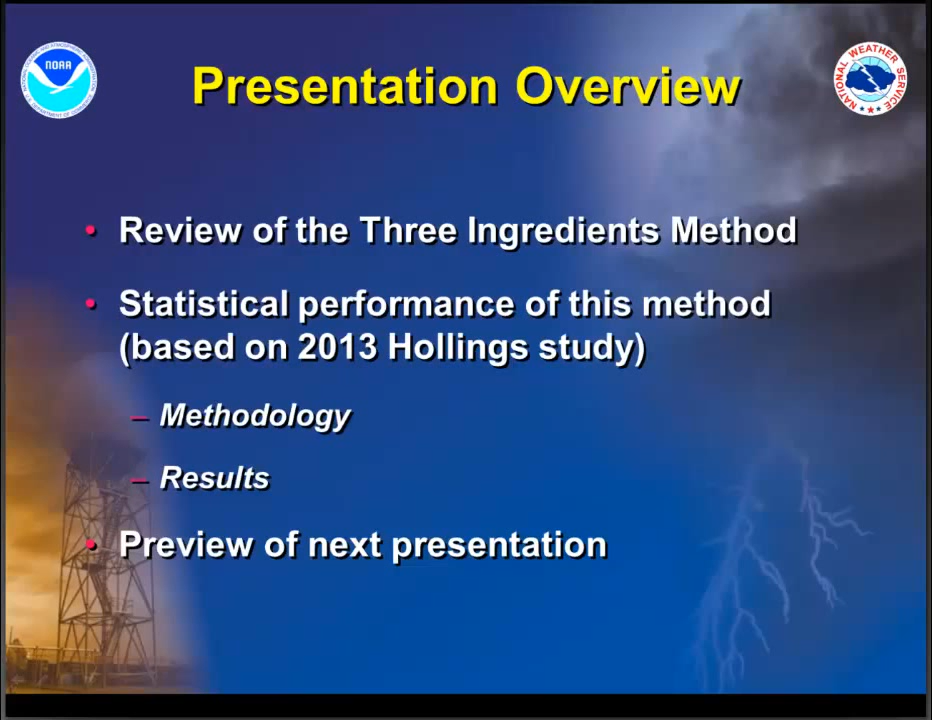 NOAA
Presentation Overview
NATIONAL WEATHER SERVICE
• Review of the Three Ingredients Method
• Statistical performance of this method
(based on 2013 Hollings study)
– Methodology
– Results
• Preview of next presentation